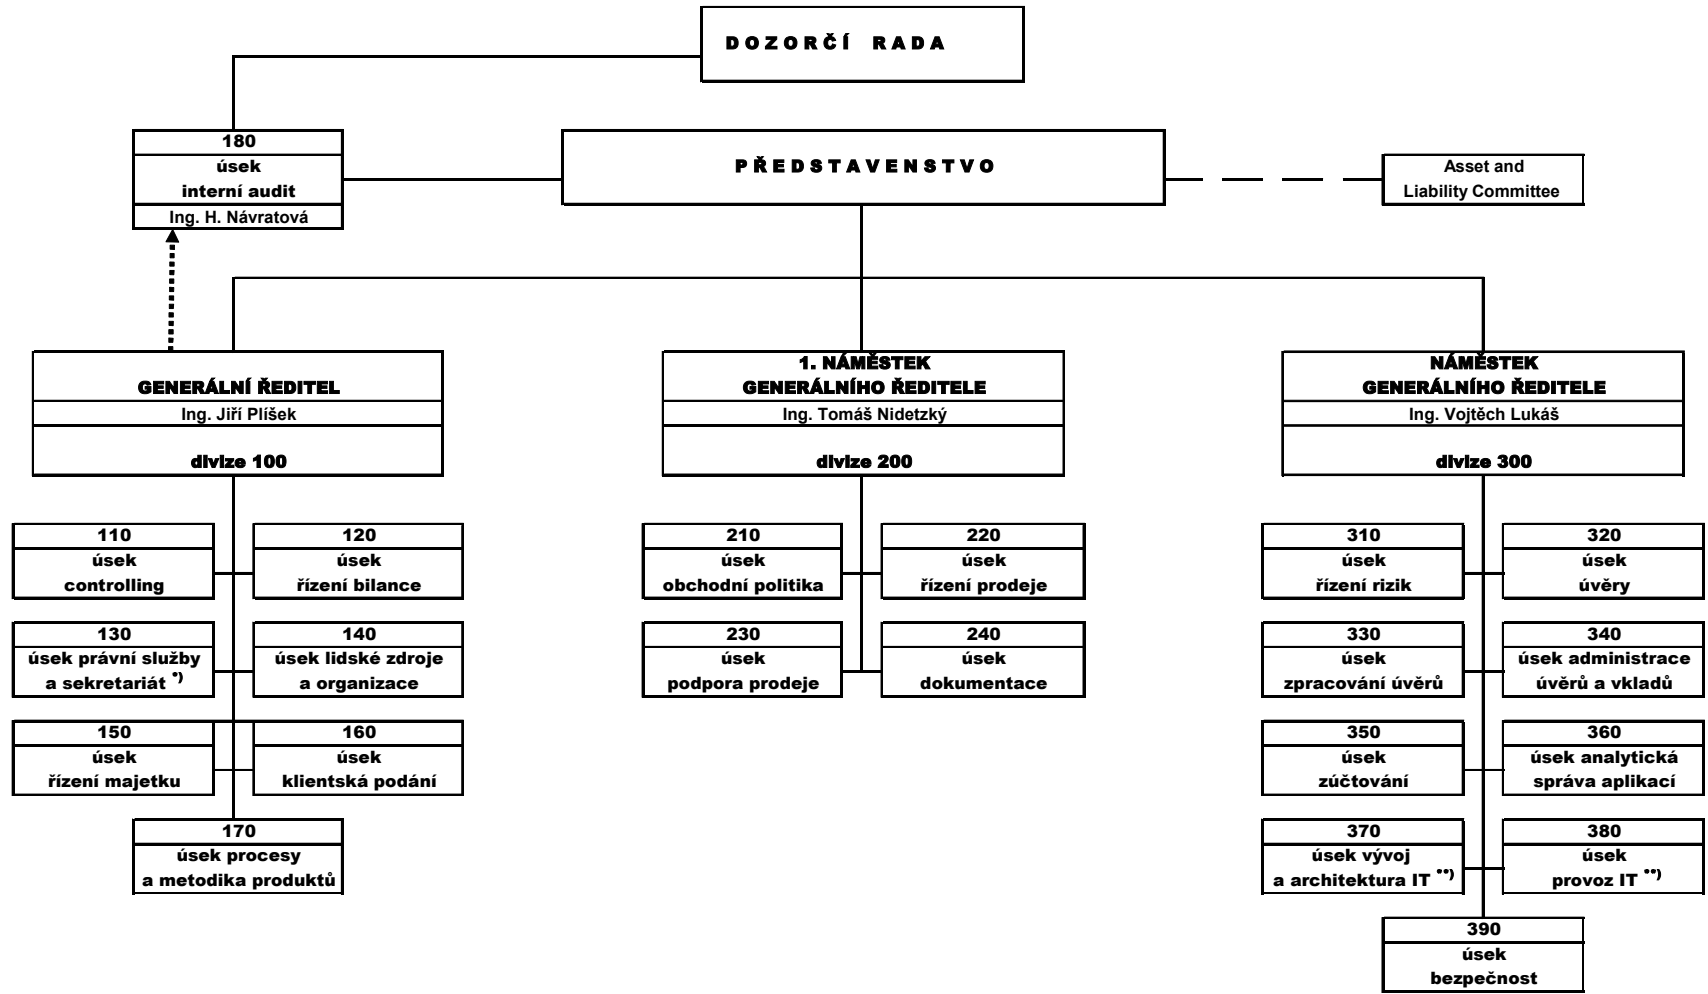 DOZORČÍ RADA
180
úsek
interní audit
Ing. H. Návratová
PŘEDSTAVENSTVO
Asset and
Liability Committee
GENERÁLNÍ ŘEDITEL
Ing. Jiří Plíšek
divize 100
1. NÁMĚSTEK
GENERÁLNÍHO ŘEDITELE
Ing. Tomáš Nidetzký
divize 200
NÁMĚSTEK
GENERÁLNÍHO ŘEDITELE
Ing. Vojtěch Lukáš
divize 300
110
úsek
controlling
120
úsek
řízení bilance
130
úsek právní služby
a sekretariát *)
140
úsek lidské zdroje
a organizace
150
úsek
řízení majetku
160
úsek
klientská podání
170
úsek procesy
a metodika produktů
210
úsek
obchodní politika
220
úsek
řízení prodeje
230
úsek
podpora prodeje
240
úsek
dokumentace
310
úsek
řízení rizik
320
úsek
úvěry
330
úsek
zpracování úvěrů
340
úsek administrace
úvěrů a vkladů
350
úsek
zúčtování
360
úsek analytická
správa aplikací
370
úsek vývoj
a architektura IT **)
380
úsek
provoz IT **)
390
úsek
bezpečnost